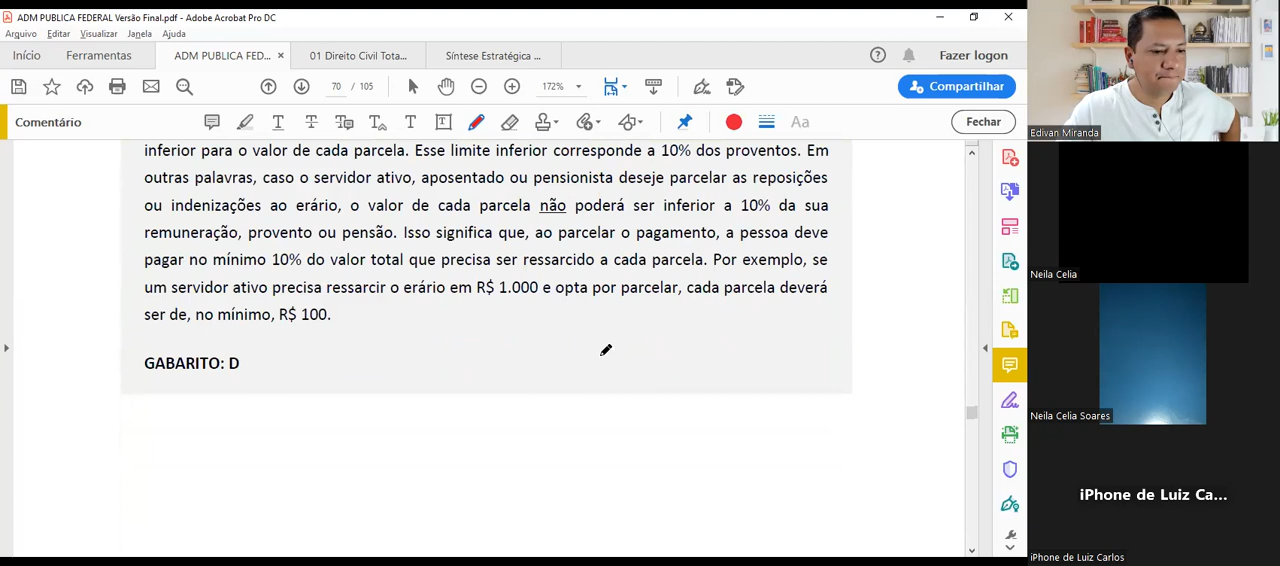 ADM PUBLICA FEDERAL Versão Final.pdf - Adobe Acrobat Pro DC
Arquivo Editar Visualizar Janela Ajuda
Início Ferramentas ADM PUBLICA FED... × 01 Direito Civil Tota... Síntese Estratégica ... Fazer logon
70 / 105 172% Compartilhar
Comentário Aa Fechar
inferior para o valor de cada parcela. Esse limite inferior corresponde a 10% dos proventos. Em
outras palavras, caso o servidor ativo, aposentado ou pensionista deseje parcelar as reposições
ou indenizações ao erário, o valor de cada parcela não poderá ser inferior a 10% da sua
remuneração, provento ou pensão. Isso significa que, ao parcelar o pagamento, a pessoa deve
pagar no mínimo 10% do valor total que precisa ser ressarcido a cada parcela. Por exemplo, se
um servidor ativo precisa ressarcir o erário em R$ 1.000 e opta por parcelar, cada parcela deverá
ser de, no mínimo, R$ 100.
GABARITO: D
Edivan Miranda
Neila Celia
Neila Celia Soares
iPhone de Luiz Ca...
iPhone de Luiz Carlos